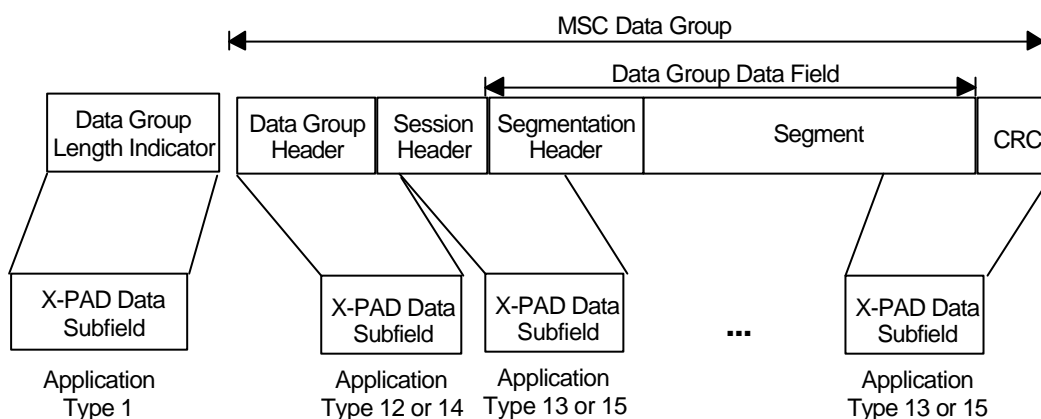 MSC Data Group
Data Group Data Field
Data Group
Length Indicator
Data Group
Header
Session
Header
Segmentation
Header
Segment
CRC
X-PAD Data
Subfield
X-PAD Data
Subfield
X-PAD Data
Subfield
...
X-PAD Data
Subfield
Application
Type 1
Application
Type 12 or 14
Application
Type 13 or 15
Application
Type 13 or 15